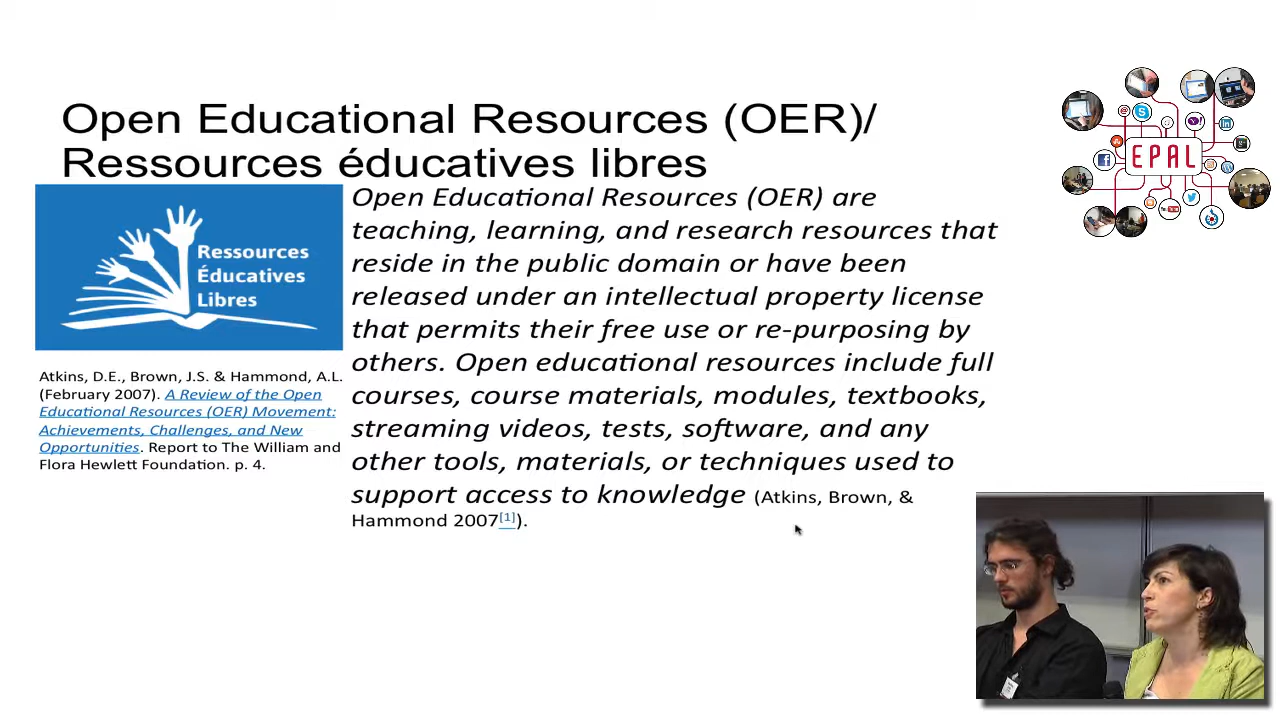 Open Educational Resources (OER)/
Ressources éducatives libres
Ressources
Éducatives
Libres
Atkins, D.E., Brown, J.S. & Hammond, A.L.
(February 2007). A Review of the Open
Educational Resources (OER) Movement:
Achievements, Challenges, and New
Opportunities. Report to The William and
Flora Hewlett Foundation. p. 4.
Open Educational Resources (OER) are
teaching, learning, and research resources that
reside in the public domain or have been
released under an intellectual property license
that permits their free use or re-purposing by
others. Open educational resources include full
courses, course materials, modules, textbooks,
streaming videos, tests, software, and any
other tools, materials, or techniques used to
support access to knowledge (Atkins, Brown, &
Hammond 2007[1]).
EPAL